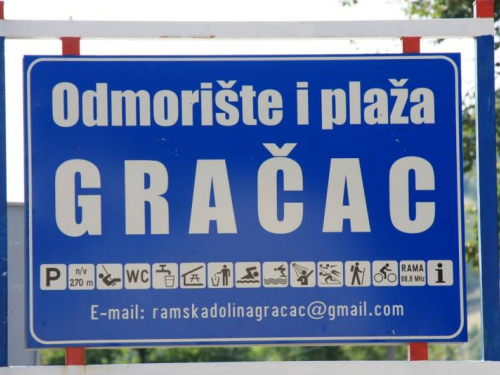 Odmorište i plaža
GRAČAC
P n/v 270 m WC RAMA 88,8 MHz i
E-mail: ramskadolinagracac@gmail.com